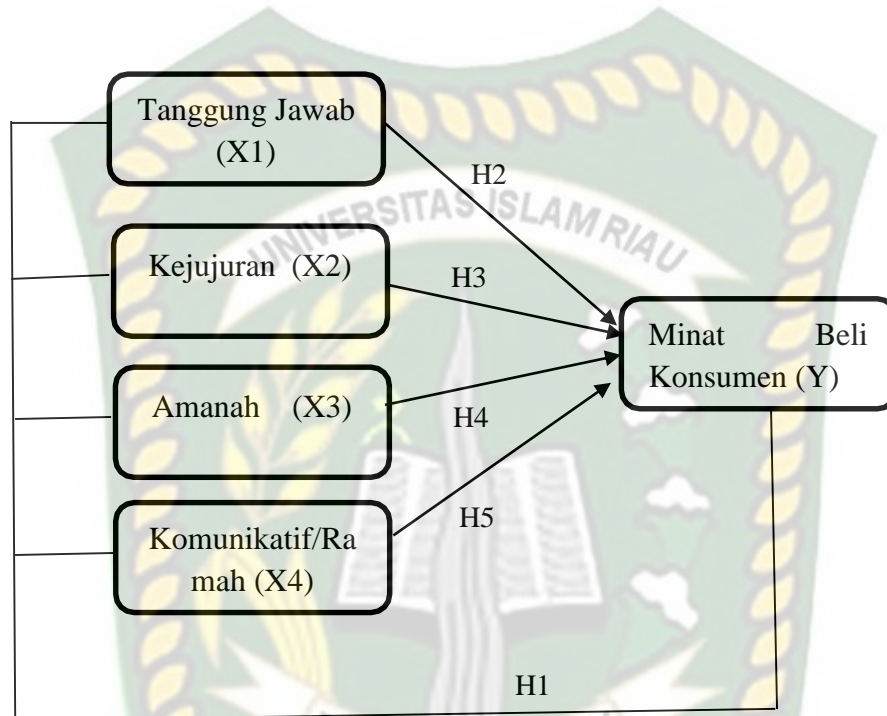 Tanggung Jawab
(X1)
H2
UNIVERSITAS ISLAM RIAU
Kejujuran (X2)
H3
Minat Beli
Konsumen (Y)
Amanah (X3)
H4
Komunikatif/Ra
mah (X4)
H5
H1